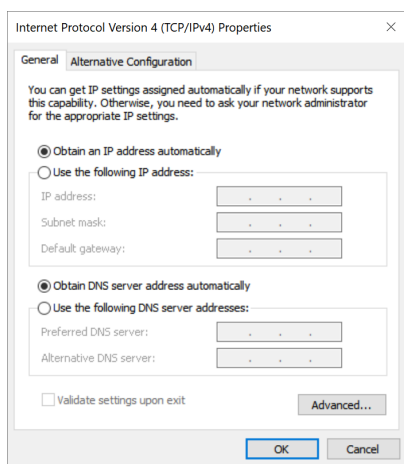 Internet Protocol Version 4 (TCP/IPv4) Properties
General
Alternative Configuration
You can get IP settings assigned automatically if your network supports
this capability. Otherwise, you need to ask your network administrator
for the appropriate IP settings.
Obtain an IP address automatically
Use the following IP address:
IP address:
Subnet mask:
Default gateway:
Obtain DNS server address automatically
Use the following DNS server addresses:
Preferred DNS server:
Alternative DNS server:
Validate settings upon exit
Advanced...
OK
Cancel